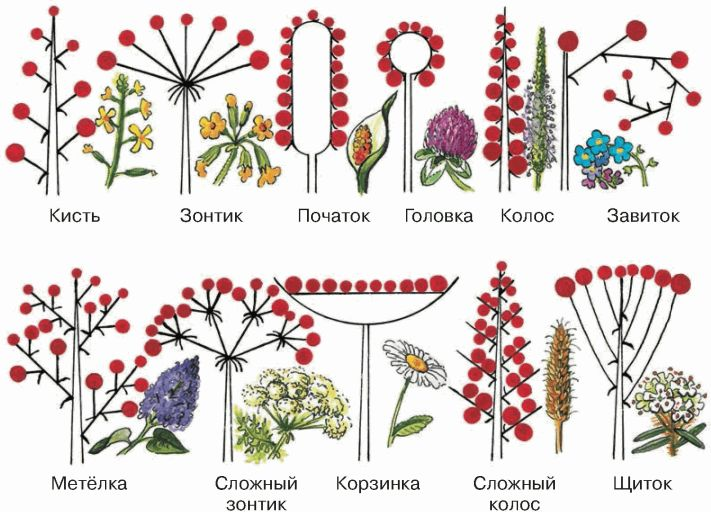 Кисть Зонтик Початок Головка Колос Завиток
Метёлка Сложный зонтик Корзинка Сложный колос Щиток